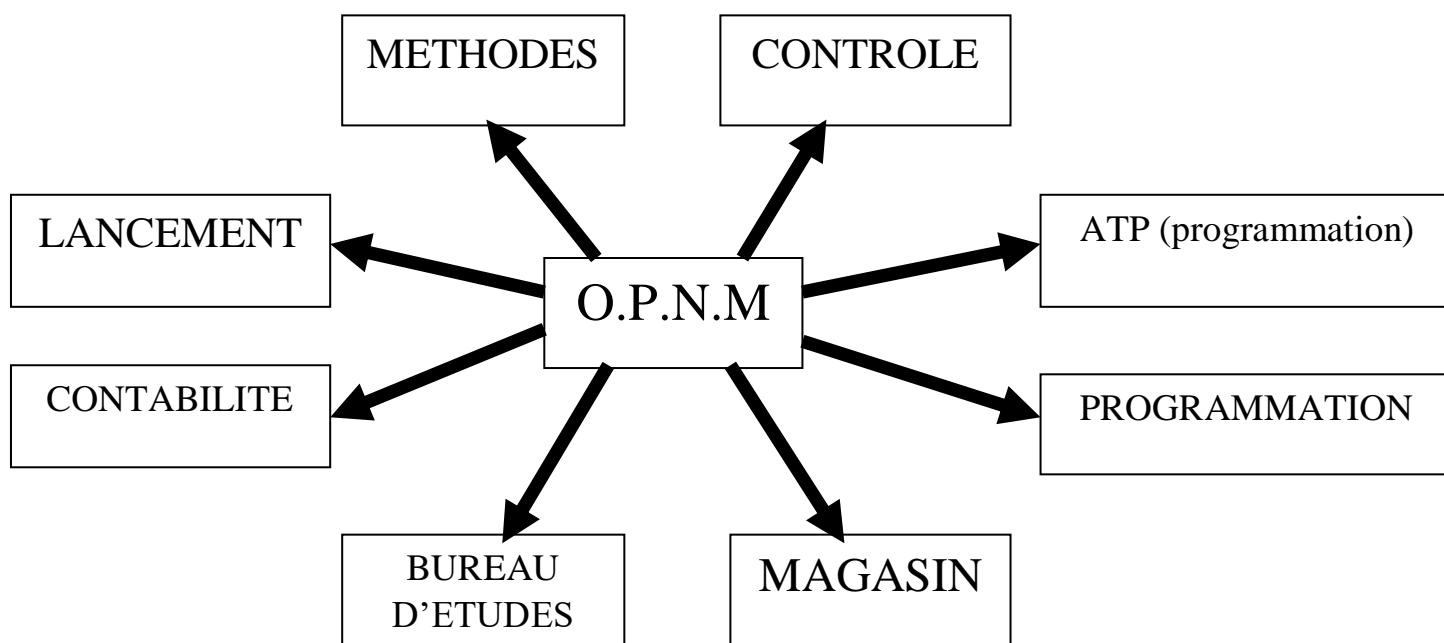 METHODES
CONTROLE
LANCEMENT
ATP (programmation)
O.P.N.M
CONTABILITE
PROGRAMMATION
BUREAU
D’ETUDES
MAGASIN